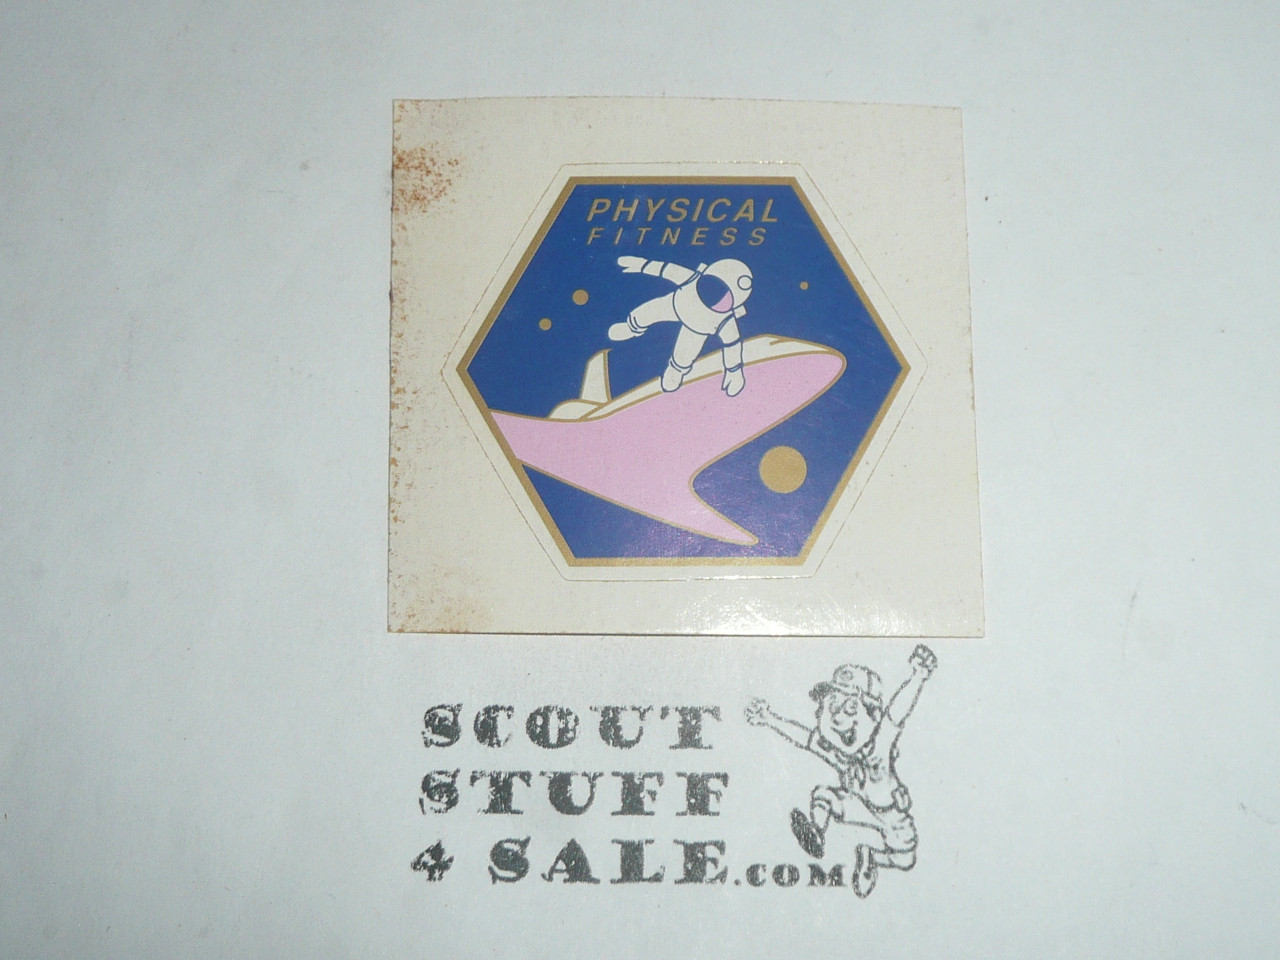 PHYSICAL
FITNESS
SCOUT
STUFF
4 SALE.COM